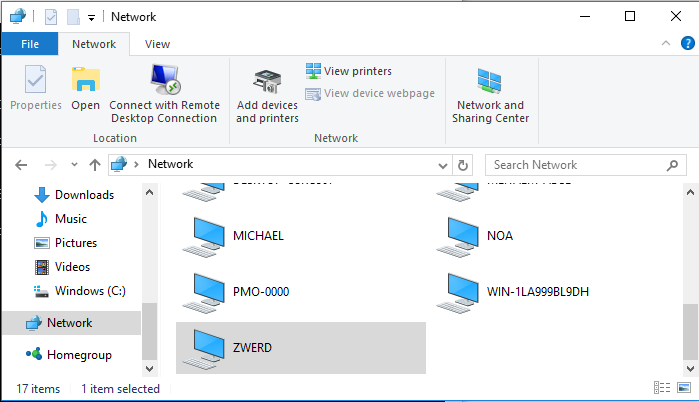 Network
File Network View
Properties Open Connect with Remote Desktop Connection Add devices and printers View printers View device webpage Network and Sharing Center
Location Network
Network Search Network
Downloads
Music
Pictures
Videos
Windows (C:)
Network
Homegroup
MICHAEL NOA
PMO-0000 WIN-1LA999BL9DH
ZWERD
17 items 1 item selected